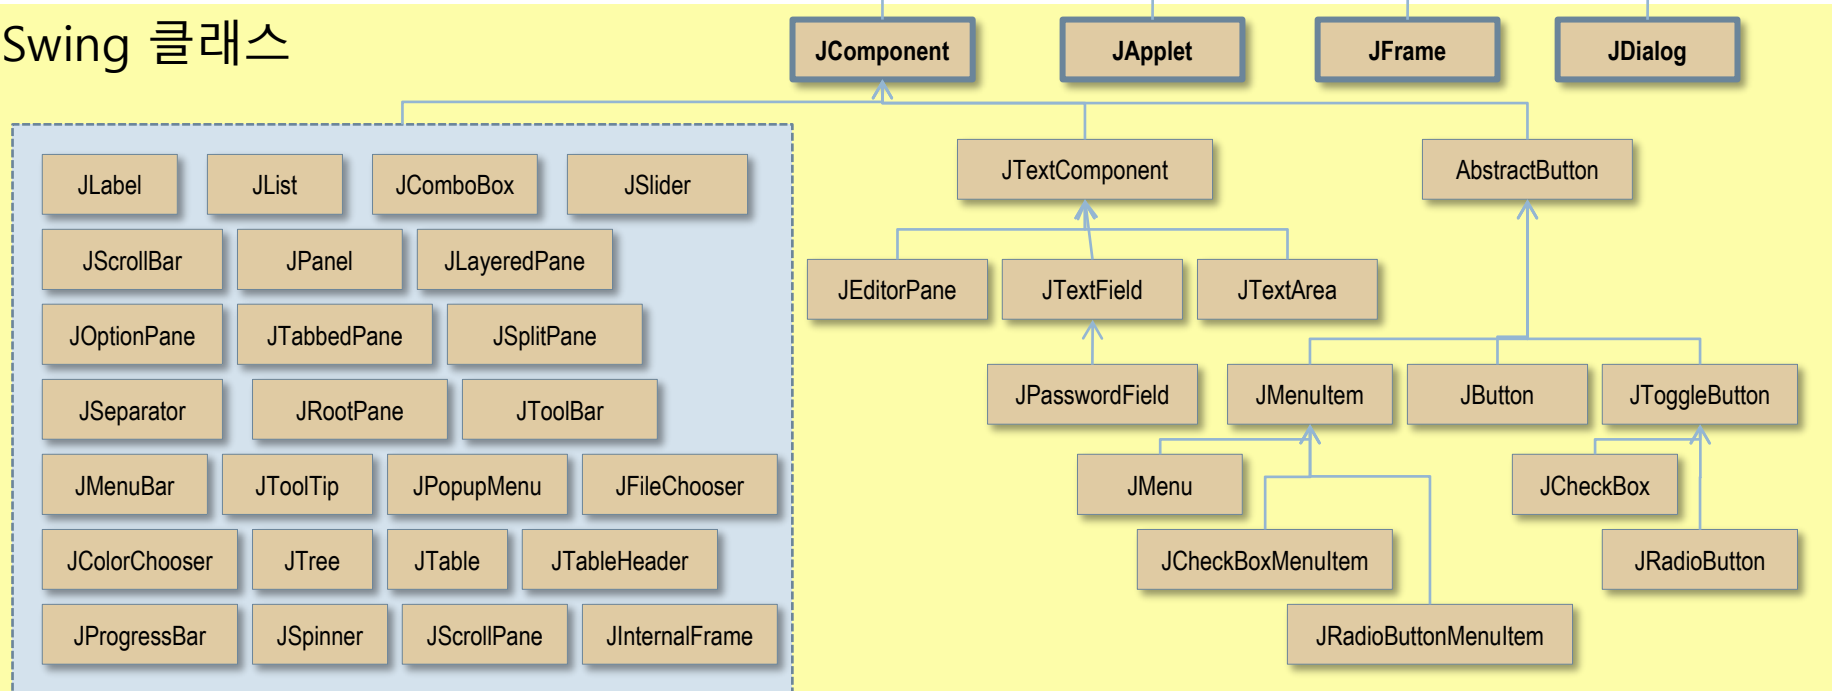 Swing 클래스
JComponent
JApplet
JFrame
JDialog
JLabel
JList
JComboBox
JSlider
JScrollBar
JPanel
JLayeredPane
JOptionPane
JTabbedPane
JSplitPane
JSeparator
JRootPane
JToolBar
JMenuBar
JToolTip
JPopupMenu
JFileChooser
JColorChooser
JTree
JTable
JTableHeader
JProgressBar
JSpinner
JScrollPane
JInternalFrame
JTextComponent
AbstractButton
JEditorPane
JTextField
JTextArea
JPasswordField
JMenuItem
JButton
JToggleButton
JMenu
JCheckBox
JCheckBoxMenuItem
JRadioButton
JRadioButtonMenuItem